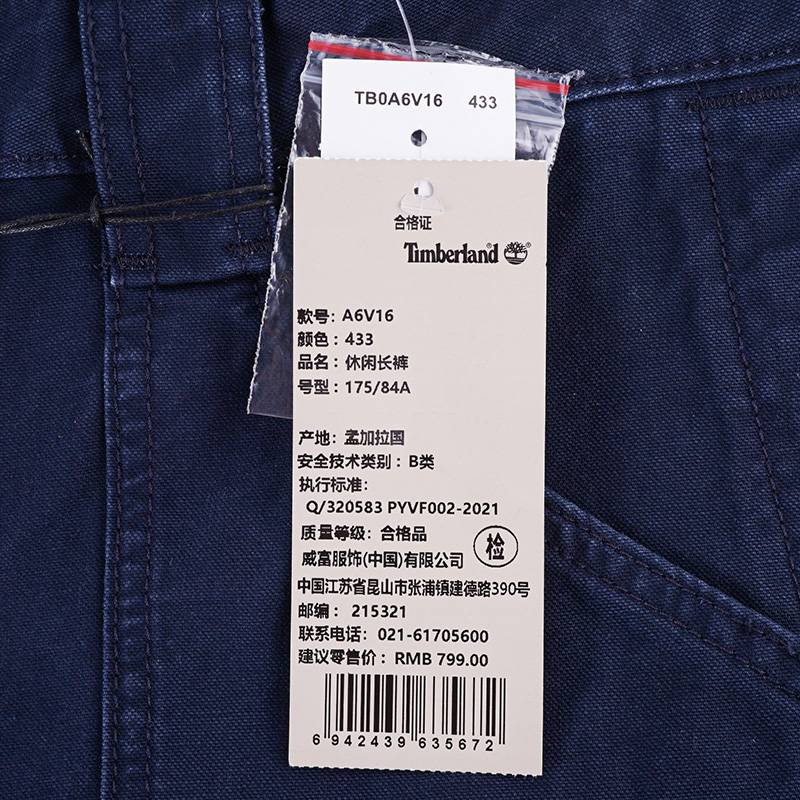 TB0A6V16 433
合格证
Timberland®
款号: A6V16
颜色: 433
品名: 休闲长裤
号型: 175/84A
产地: 孟加拉国
安全技术类别: B类
执行标准:
Q/320583 PYVF002-2021
质量等级: 合格品
检
威富服饰(中国)有限公司
中国江苏省昆山市张浦镇建德路390号
邮编: 215321
联系电话: 021-61705600
建议零售价: RMB 799.00
6 942439 635672